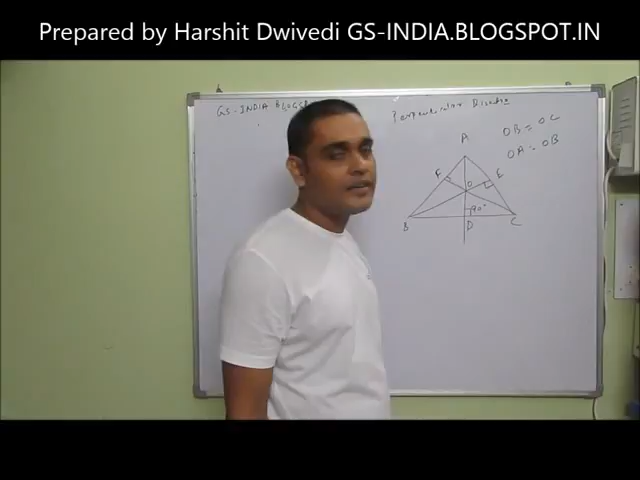 Prepared by Harshit Dwivedi GS-INDIA.BLOGSPOT.IN
GS-INDIA BLOGS
Perpendicular Bisector
OB = OC
OA = OB
A
F
E
O
90°
B
D
C